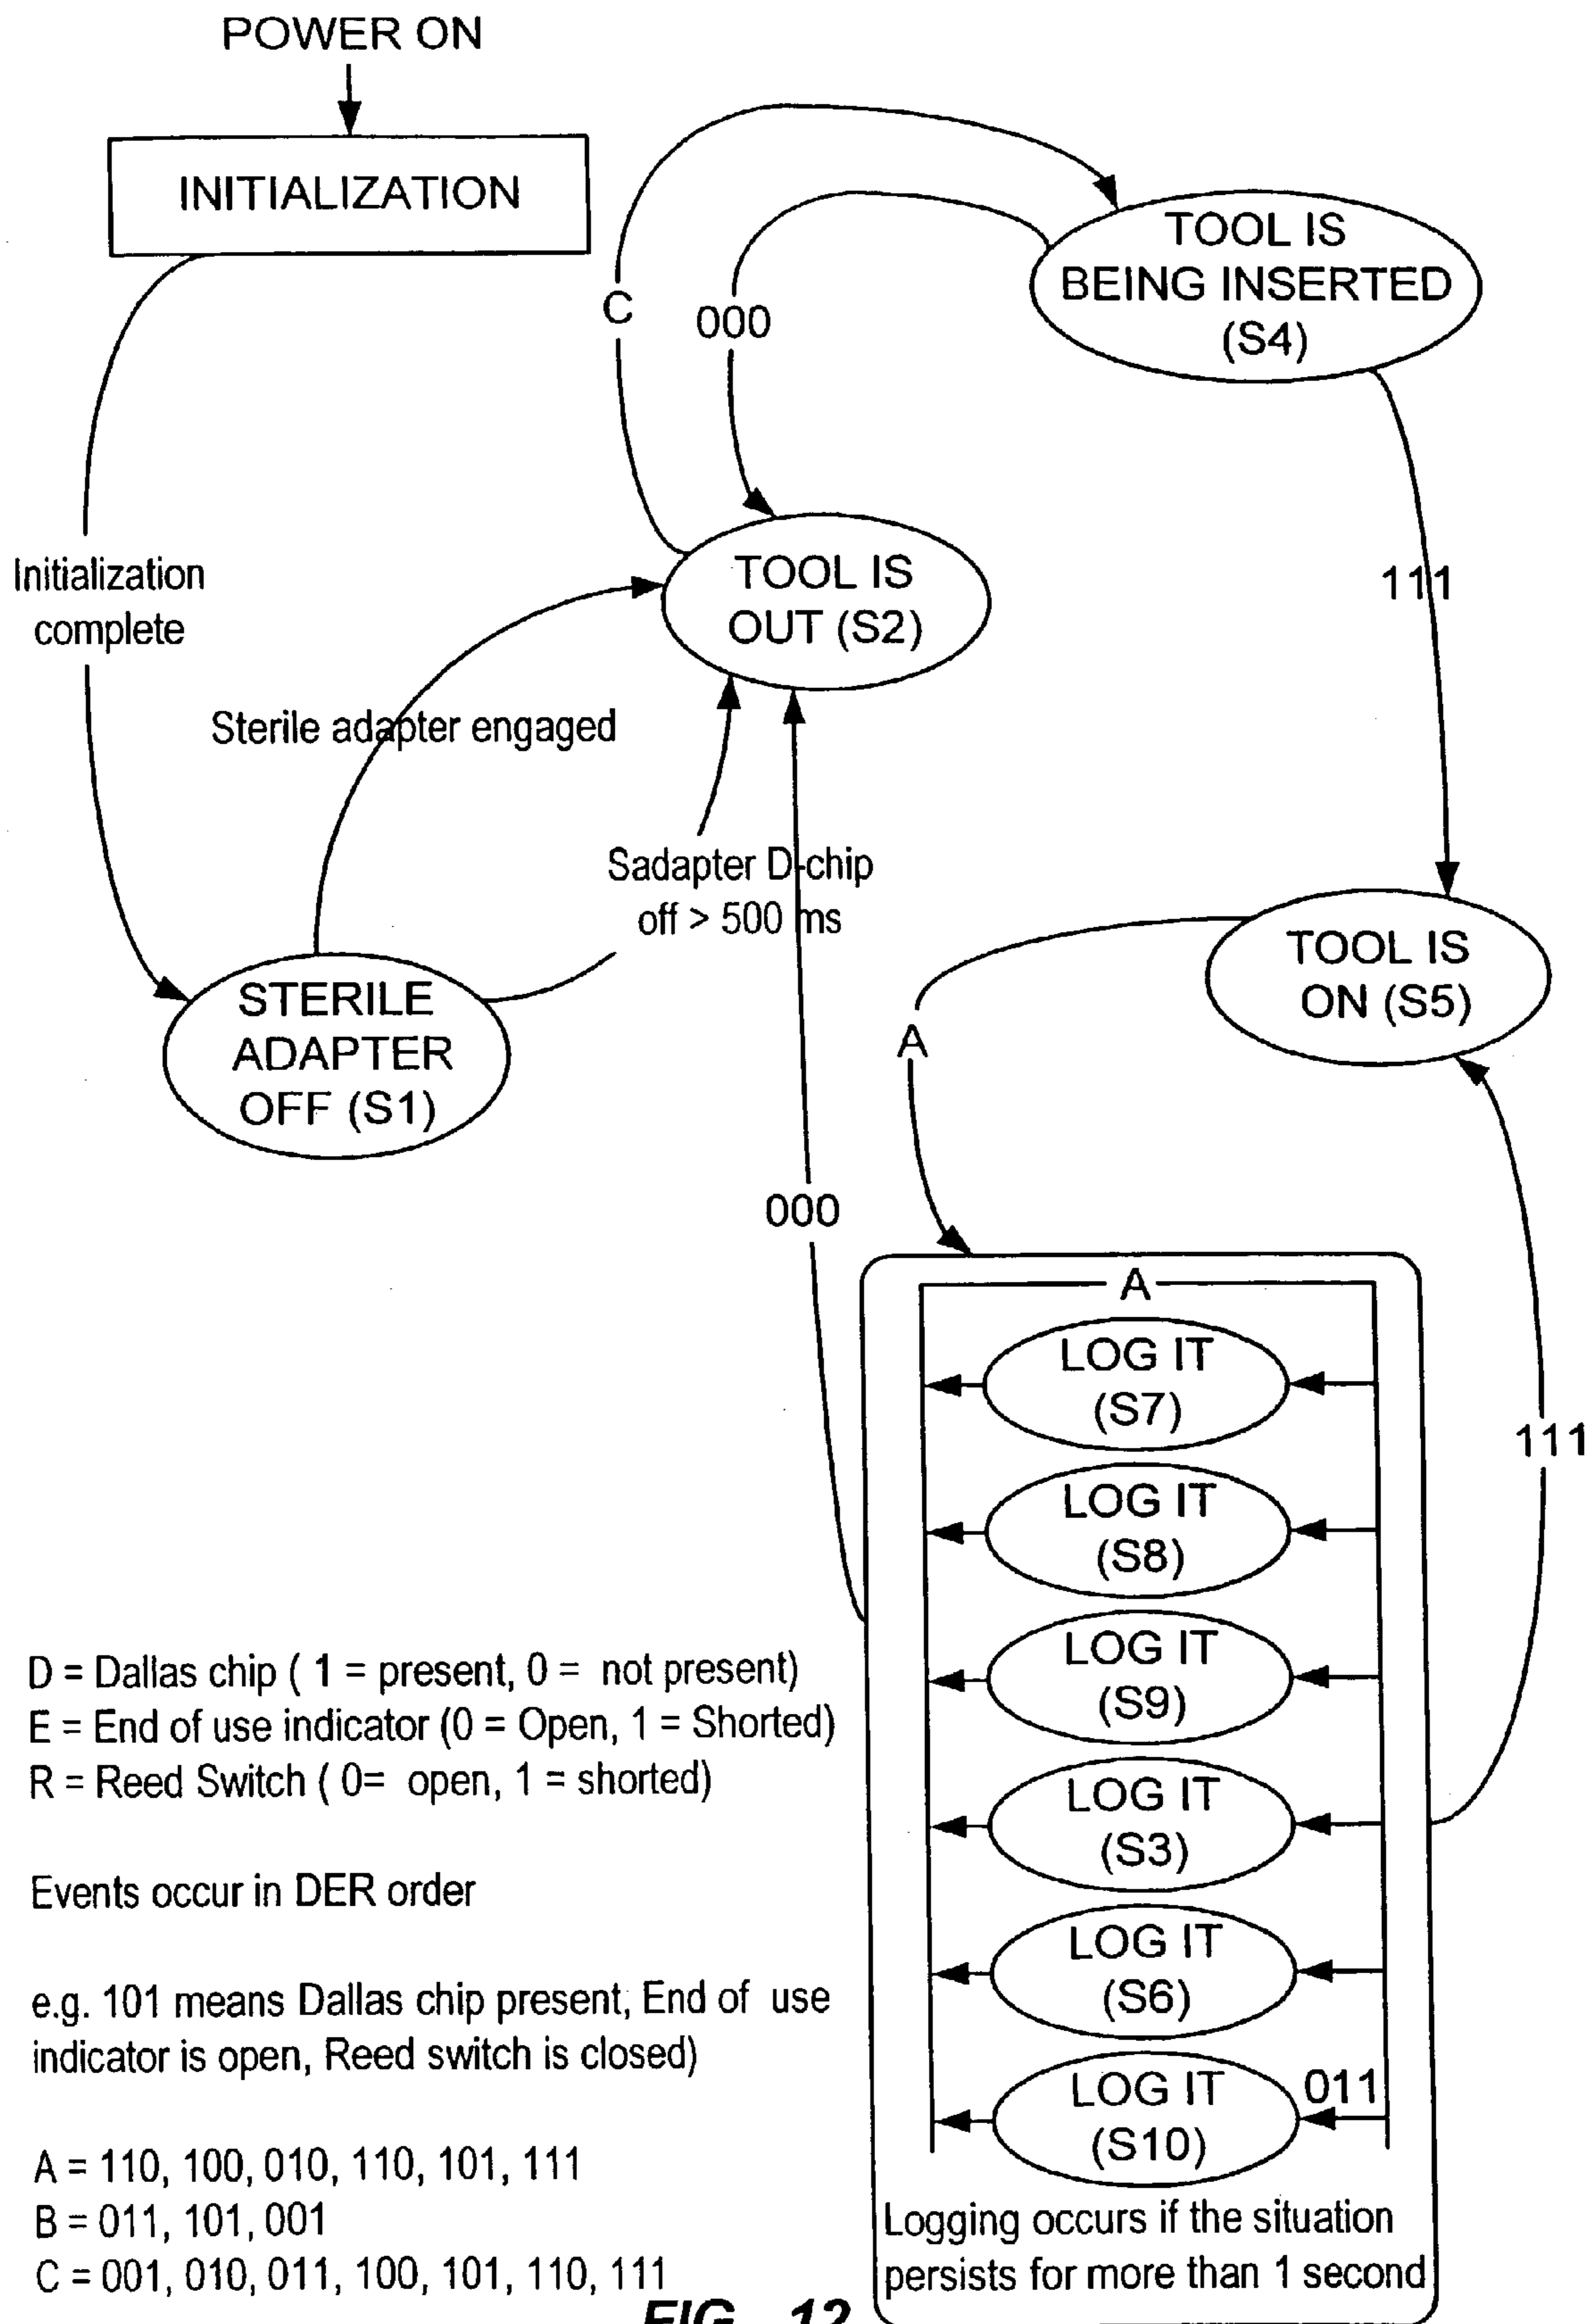 POWER ON
INITIALIZATION
Initialization
complete
C
000
TOOL IS
BEING INSERTED
(S4)
TOOL IS
OUT (S2)
111
Sterile adapter engaged
Sadapter D-chip
off > 500 ms
STERILE
ADAPTER
OFF (S1)
TOOL IS
ON (S5)
A
000
A
LOG IT
(S7)
LOG IT
(S8)
LOG IT
(S9)
LOG IT
(S3)
LOG IT
(S6)
011
LOG IT
(S10)
111
Logging occurs if the situation
persists for more than 1 second
D = Dallas chip ( 1 = present, 0 = not present)
E = End of use indicator (0 = Open, 1 = Shorted)
R = Reed Switch ( 0= open, 1 = shorted)
Events occur in DER order
e.g. 101 means Dallas chip present, End of use
indicator is open, Reed switch is closed)
A = 110, 100, 010, 110, 101, 111
B = 011, 101, 001
C = 001, 010, 011, 100, 101, 110, 111
FIG._12